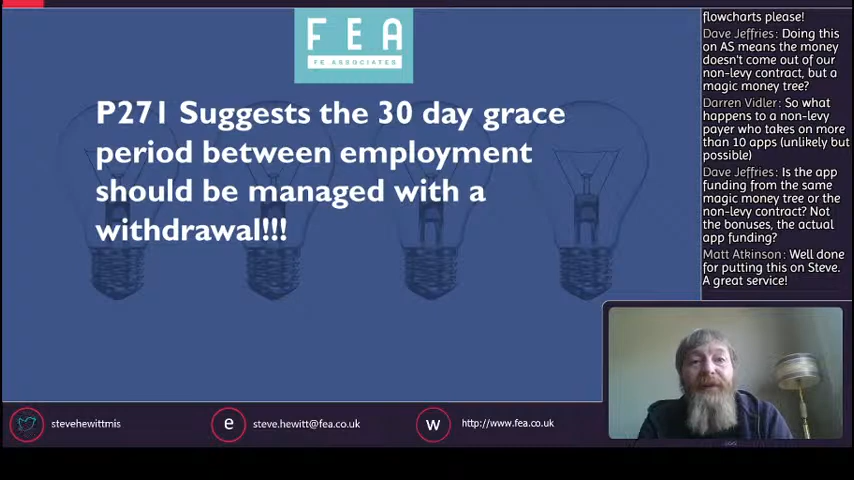 FEA
FE ASSOCIATES
P271 Suggests the 30 day grace
period between employment
should be managed with a
withdrawal!!!
flowcharts please!
Dave Jeffries: Doing this
on AS means the money
doesn't come out of our
non-levy contract, but a
magic money tree?
Darren Vidler: So what
happens to a non-levy
payer who takes on more
than 10 apps (unlikely but
possible)
Dave Jeffries: Is the app
funding from the same
magic money tree or the
non-levy contract? Not
the bonuses, the actual
app funding?
Matt Atkinson: Well done
for putting this on Steve.
A great service!
stevehewittmis
e
steve.hewitt@fea.co.uk
w
http://www.fea.co.uk